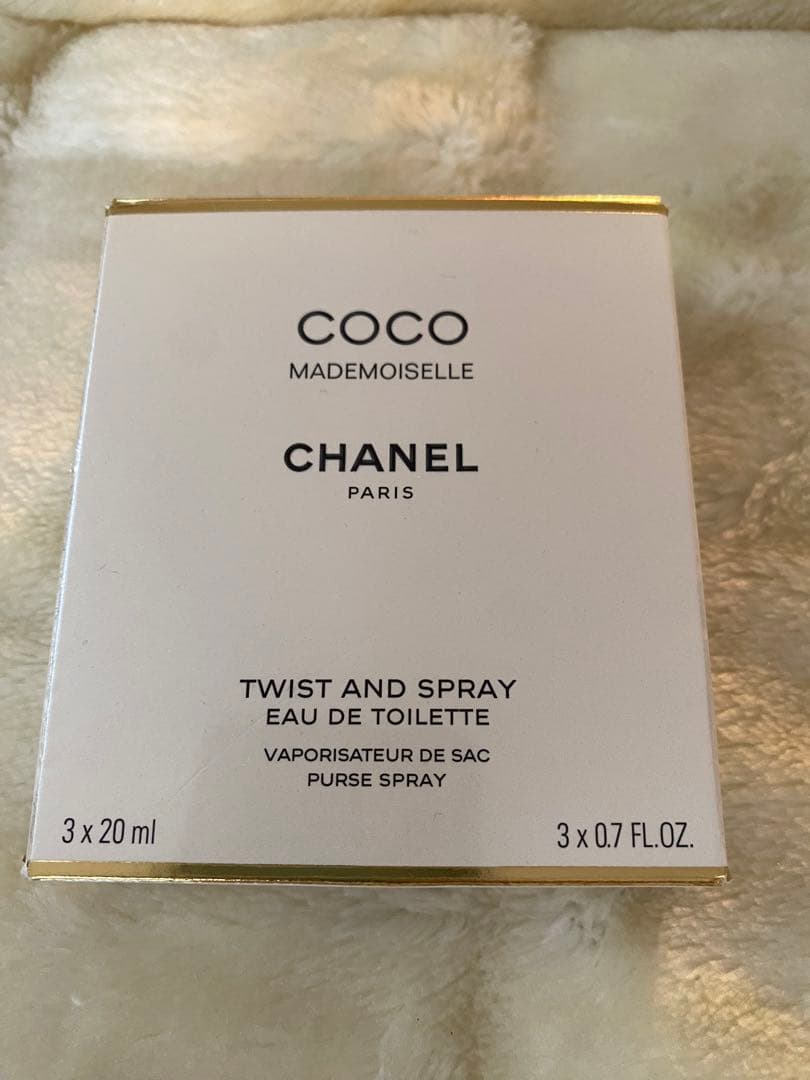 COCO
MADEMOISELLE
CHANEL
PARIS
TWIST AND SPRAY
EAU DE TOILETTE
VAPORISATEUR DE SAC
PURSE SPRAY
3 x 20 ml
3 x 0.7 FL.OZ.